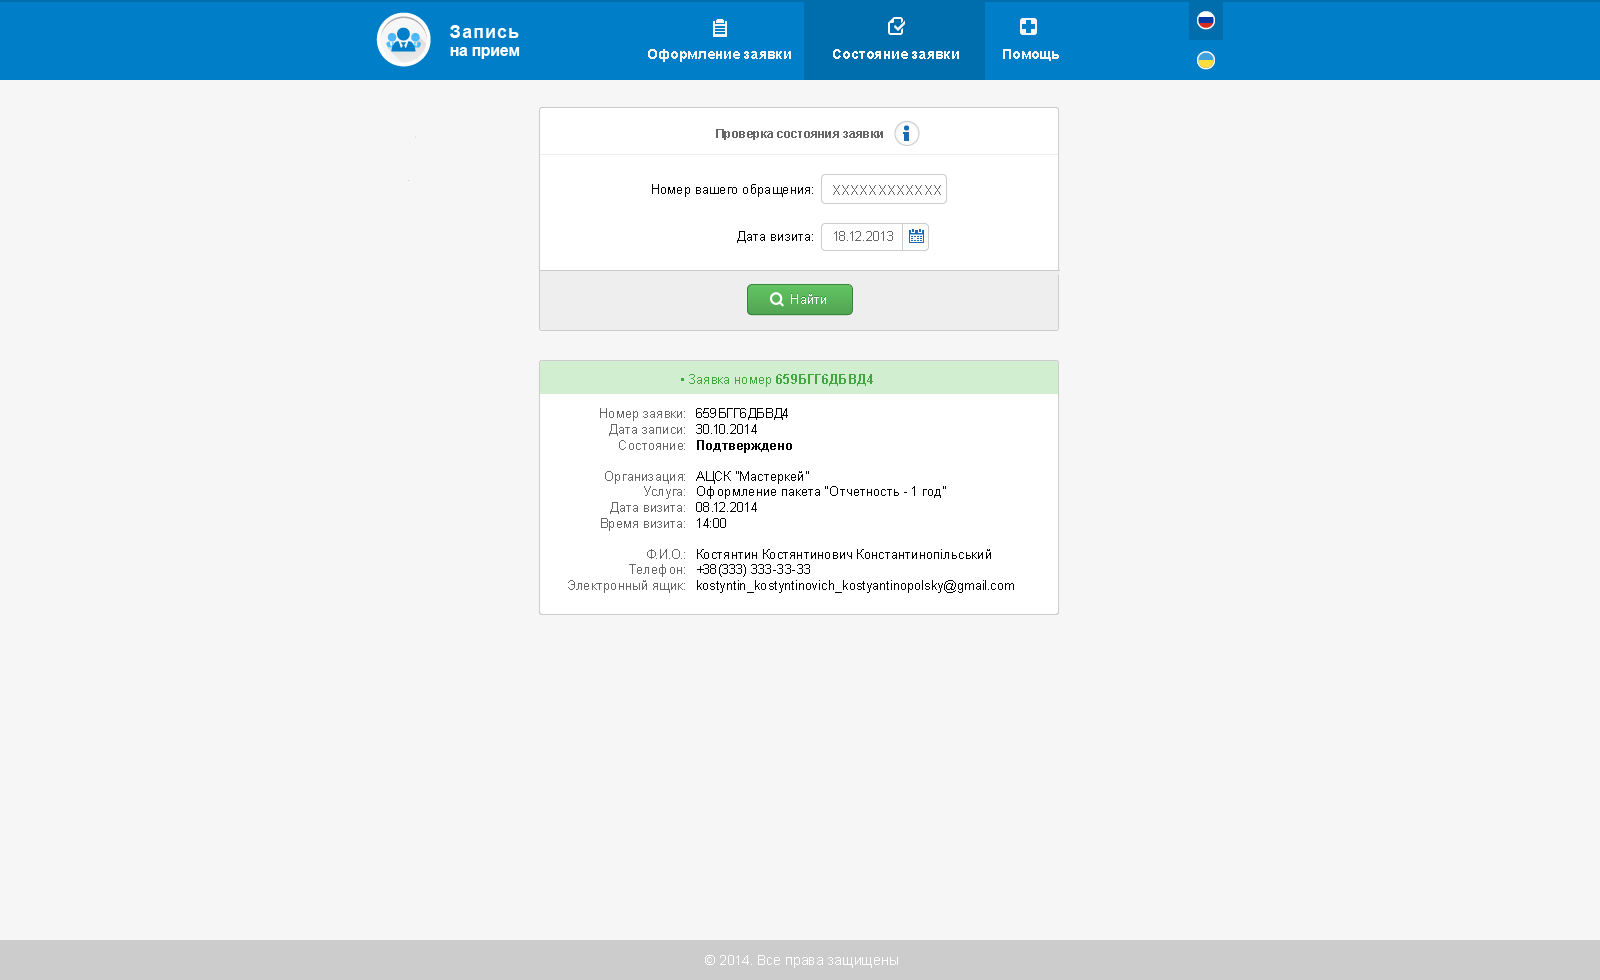 Запись
на прием
Оформление заявки
Состояние заявки
Помощь
Проверка состояния заявки
Номер вашего обращения: XXXXXXXXXXXX
Дата визита: 18.12.2013
Найти
• Заявка номер 659БГГ6ДБВД4
Номер заявки: 659БГГ6ДБВД4
Дата записи: 30.10.2014
Состояние: Подтверждено
Организация: АЦСК "Мастеркей"
Услуга: Оформление пакета "Отчетность - 1 год"
Дата визита: 08.12.2014
Время визита: 14:00
Ф.И.О.: Костянтин Костянтинович Константинопільський
Телефон: +38(333) 333-33-33
Электронный ящик: kostyntin_kostyntinovich_kostyantinopolsky@gmail.com
© 2014. Все права защищены